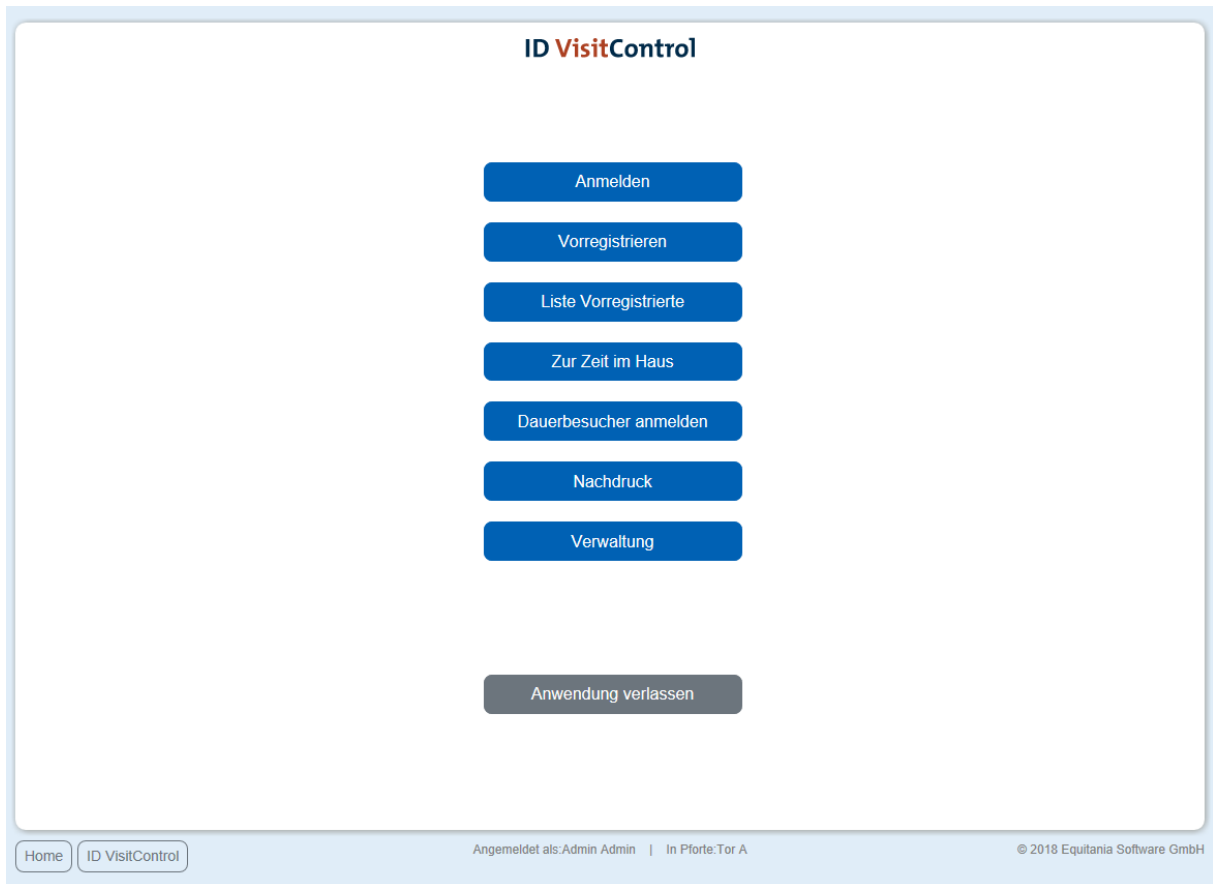 ID VisitControl
Anmelden
Vorregistrieren
Liste Vorregistrierte
Zur Zeit im Haus
Dauerbesucher anmelden
Nachdruck
Verwaltung
Anwendung verlassen
Home ID VisitControl Angemeldet als:Admin Admin | In Pforte:Tor A © 2018 Equitania Software GmbH